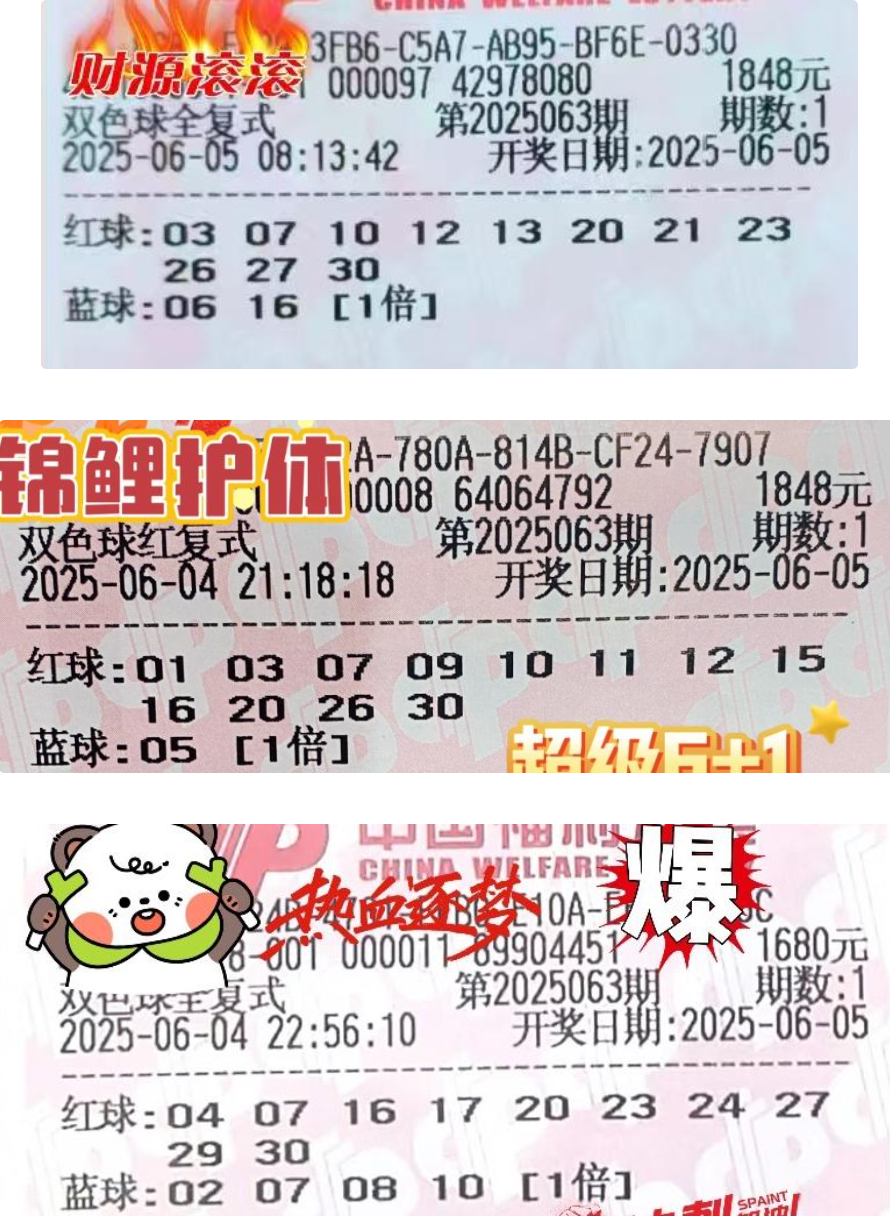 CHINA WELFARE LOTTERY
财源滚滚
3FB6-C5A7-AB95-BF6E-0330
000097 42978080 1848元
双色球全复式 第2025063期 期数:1
2025-06-05 08:13:42 开奖日期:2025-06-05
红球:03 07 10 12 13 20 21 23
26 27 30
蓝球:06 16 [1倍]
锦鲤护体
A-780A-814B-CF24-7907
0008 64064792 1848元
双色球红复式 第2025063期 期数:1
2025-06-04 21:18:18 开奖日期:2025-06-05
红球:01 03 07 09 10 11 12 15
16 20 26 30
蓝球:05 [1倍]
超级5+1
中国福利
CHINA WELFARE
爆
热血逐梦
10A-
8-001 000011 89904451 1680元
双色球全复式 第2025063期 期数:1
2025-06-04 22:56:10 开奖日期:2025-06-05
红球:04 07 16 17 20 23 24 27
29 30
蓝球:02 07 08 10 [1倍]
SPAINT